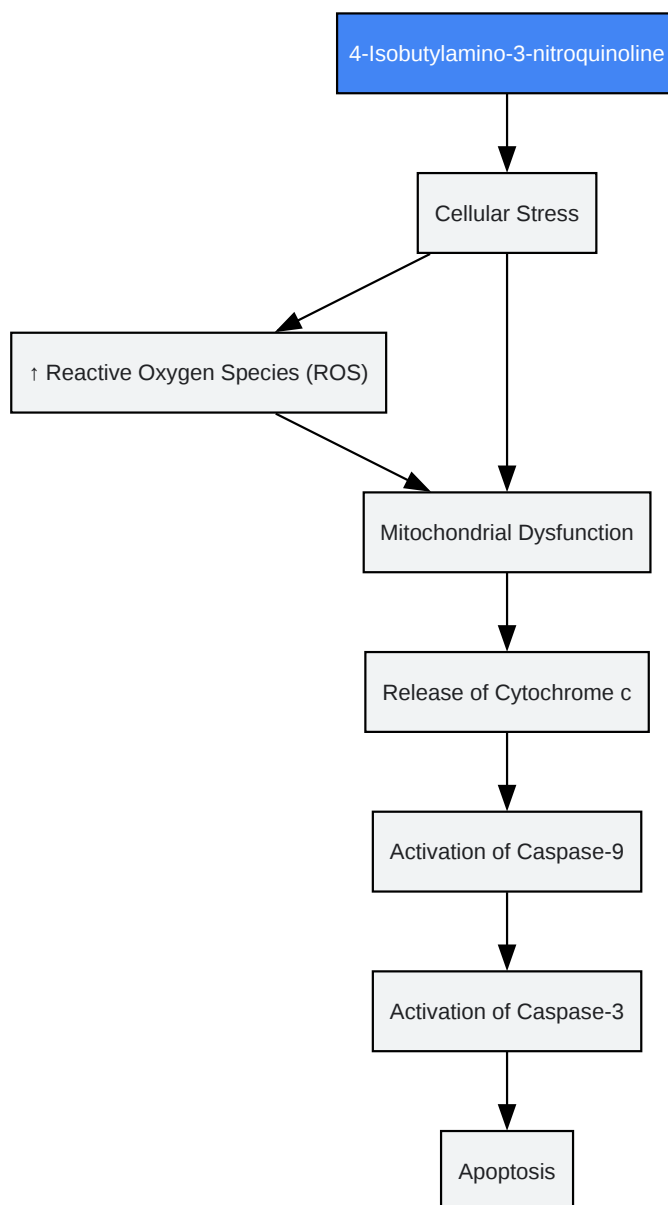 4-Isobutylamino-3-nitroquinoline
Cellular Stress
↑ Reactive Oxygen Species (ROS)
Mitochondrial Dysfunction
Release of Cytochrome c
Activation of Caspase-9
Activation of Caspase-3
Apoptosis